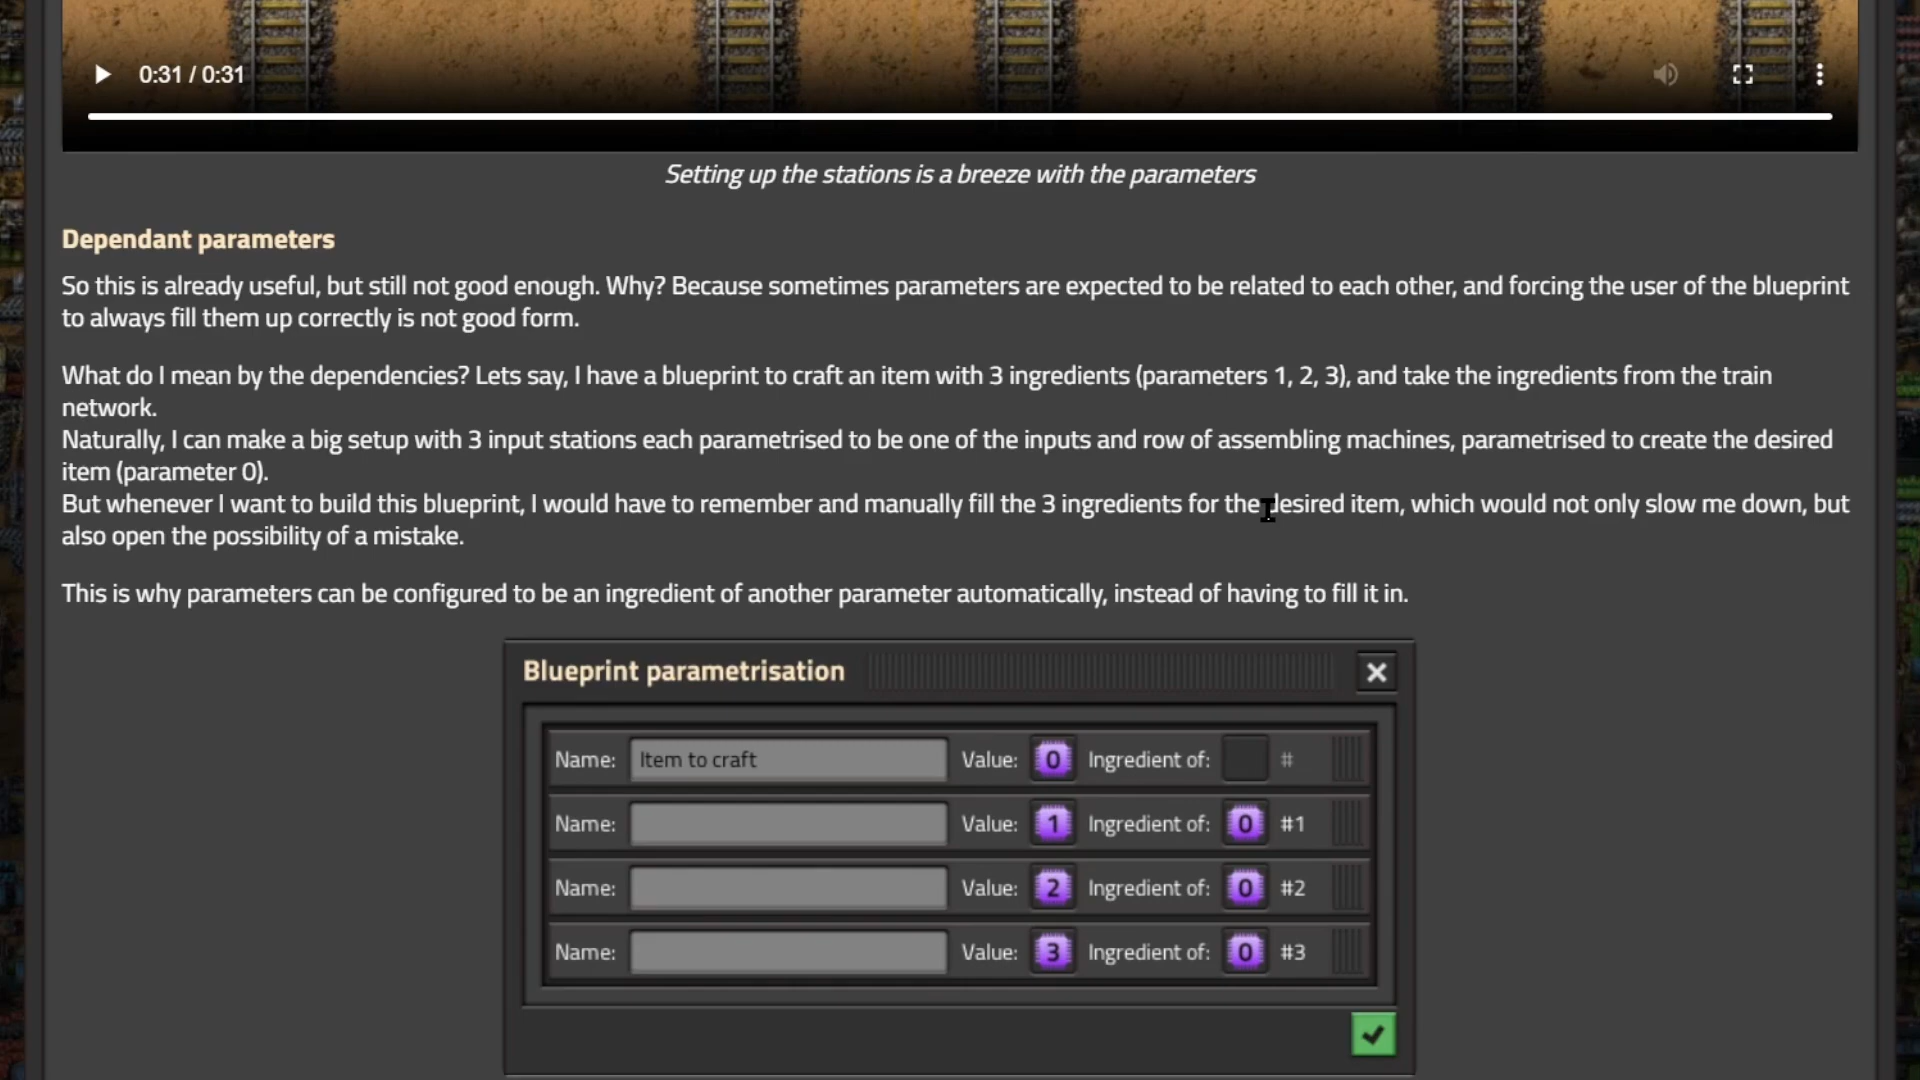 0:31 / 0:31
Setting up the stations is a breeze with the parameters
Dependant parameters
So this is already useful, but still not good enough. Why? Because sometimes parameters are expected to be related to each other, and forcing the user of the blueprint
to always fill them up correctly is not good form.
What do I mean by the dependencies? Lets say, I have a blueprint to craft an item with 3 ingredients (parameters 1, 2, 3), and take the ingredients from the train
network.
Naturally, I can make a big setup with 3 input stations each parametrised to be one of the inputs and row of assembling machines, parametrised to create the desired
item (parameter 0).
But whenever I want to build this blueprint, I would have to remember and manually fill the 3 ingredients for the desired item, which would not only slow me down, but
also open the possibility of a mistake.
This is why parameters can be configured to be an ingredient of another parameter automatically, instead of having to fill it in.
Blueprint parametrisation
Name: Item to craft Value: 0 Ingredient of: #
Name: Value: 1 Ingredient of: 0 #1
Name: Value: 2 Ingredient of: 0 #2
Name: Value: 3 Ingredient of: 0 #3